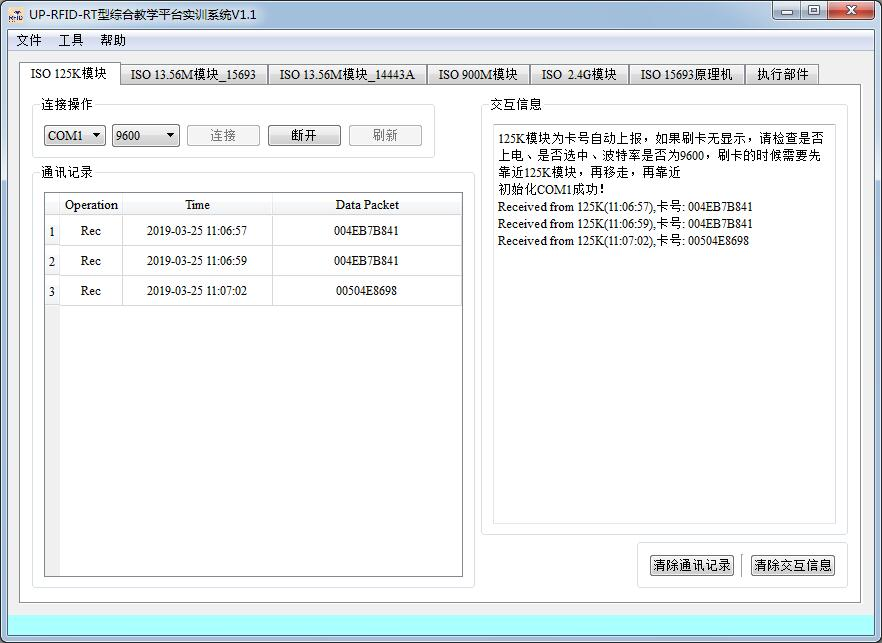 UP-RFID-RT型综合教学平台实训系统V1.1
文件 工具 帮助
ISO 125K模块 ISO 13.56M模块_15693 ISO 13.56M模块_14443A ISO 900M模块 ISO 2.4G模块 ISO 15693原理机 执行部件
连接操作
COM1 9600 连接 断开 刷新
通讯记录
Operation Time Data Packet
1 Rec 2019-03-25 11:06:57 004EB7B841
2 Rec 2019-03-25 11:06:59 004EB7B841
3 Rec 2019-03-25 11:07:02 00504E8698
交互信息
125K模块为卡号自动上报，如果刷卡无显示，请检查是否
上电、是否选中、波特率是否为9600，刷卡的时候需要先
靠近125K模块，再移走，再靠近
初始化COM1成功！
Received from 125K(11:06:57),卡号: 004EB7B841
Received from 125K(11:06:59),卡号: 004EB7B841
Received from 125K(11:07:02),卡号: 00504E8698
清除通讯记录 清除交互信息